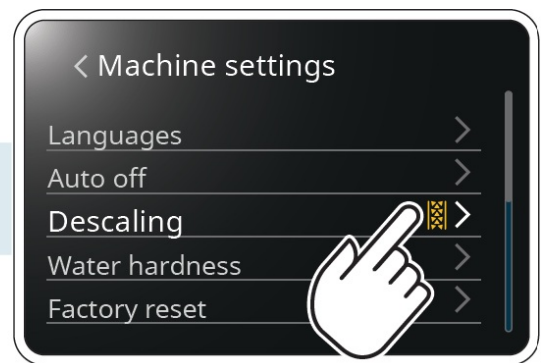 Machine settings
Languages
Auto off
Descaling
Water hardness
Factory reset